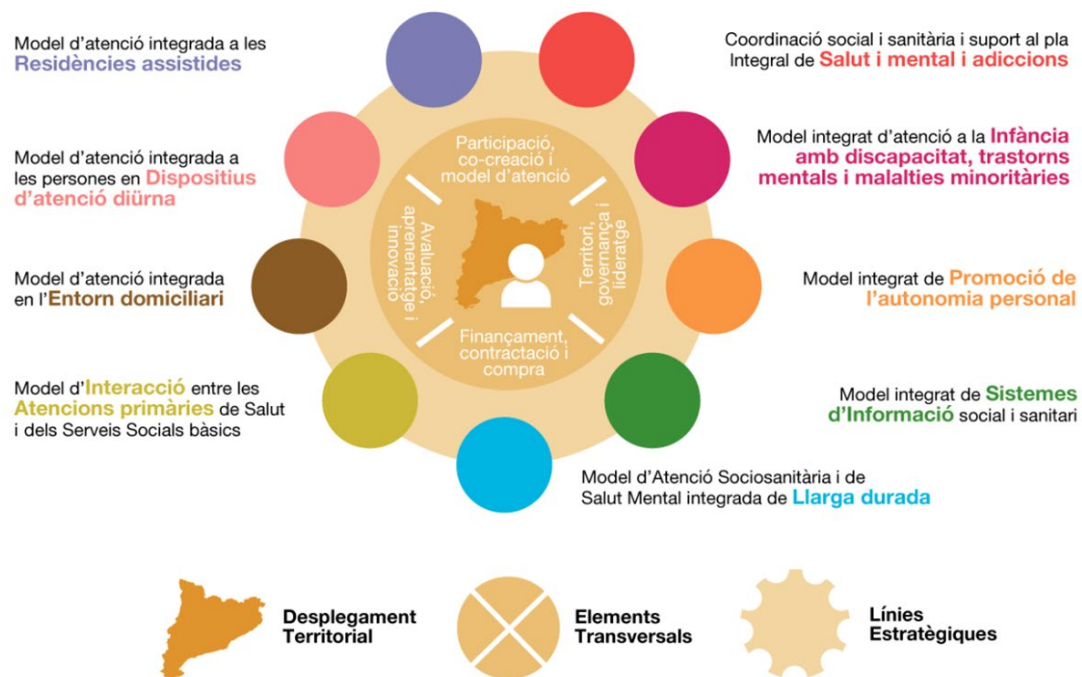 Model d'atenció integrada a les
Residències assistides
Coordinació social i sanitària i suport al pla
Integral de Salut i mental i adiccions
Model d'atenció integrada a
les persones en Dispositius
d'atenció diürna
Model integrat d'atenció a la Infància
amb discapacitat, trastorns
mentals i malalties minoritàries
Participació,
co-creació i
model d'atenció
Avaluació,
aprenentatge i
innovació
Territori,
governança i
lideratge
Finançament,
contractació i
compra
Model d'atenció integrada
en l'Entorn domiciliari
Model integrat de Promoció de
l'autonomia personal
Model d'Interacció entre les
Atencions primàries de Salut
i dels Serveis Socials bàsics
Model integrat de Sistemes
d'Informació social i sanitari
Model d'Atenció Sociosanitària i de
Salut Mental integrada de Llarga durada
Desplegament
Territorial
Elements
Transversals
Línies
Estratègiques